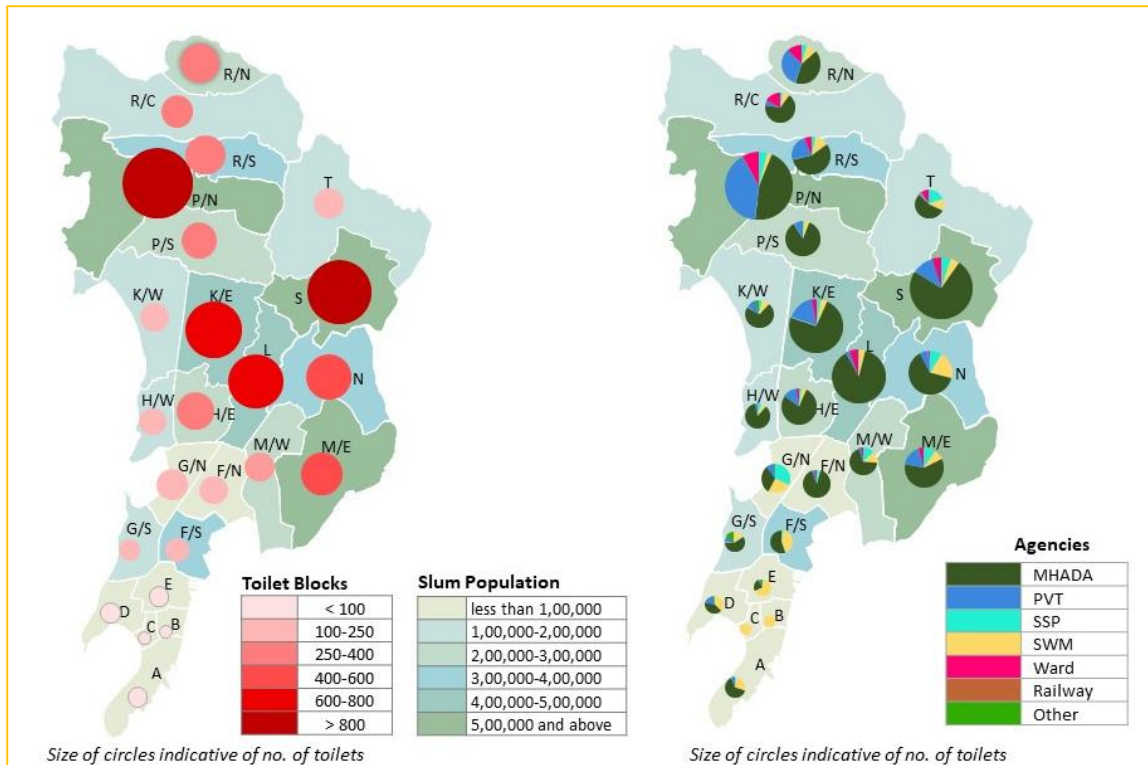 R/N
R/C
R/S
P/N
T
P/S
K/W
K/E
S
L
N
H/W
H/E
M/W
M/E
G/N
F/N
G/S
F/S
E
D
C
B
A
Toilet Blocks
< 100
100-250
250-400
400-600
600-800
> 800
Slum Population
less than 1,00,000
1,00,000-2,00,000
2,00,000-3,00,000
3,00,000-4,00,000
4,00,000-5,00,000
5,00,000 and above
Size of circles indicative of no. of toilets
R/N
R/C
R/S
P/N
T
P/S
K/W
K/E
S
L
N
H/W
H/E
M/W
M/E
G/N
F/N
G/S
F/S
E
D
C
B
A
Agencies
MHADA
PVT
SSP
SWM
Ward
Railway
Other
Size of circles indicative of no. of toilets